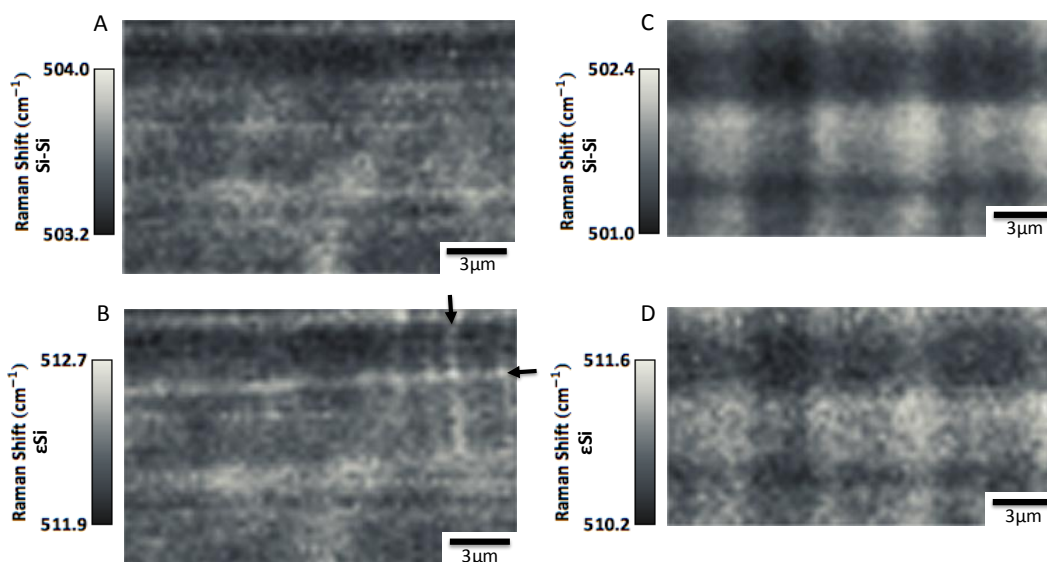 A
504.0
Raman Shift (cm⁻¹)
Si-Si
503.2
3µm
B
512.7
Raman Shift (cm⁻¹)
εSi
511.9
3µm
C
502.4
Raman Shift (cm⁻¹)
Si-Si
501.0
3µm
D
511.6
Raman Shift (cm⁻¹)
εSi
510.2
3µm